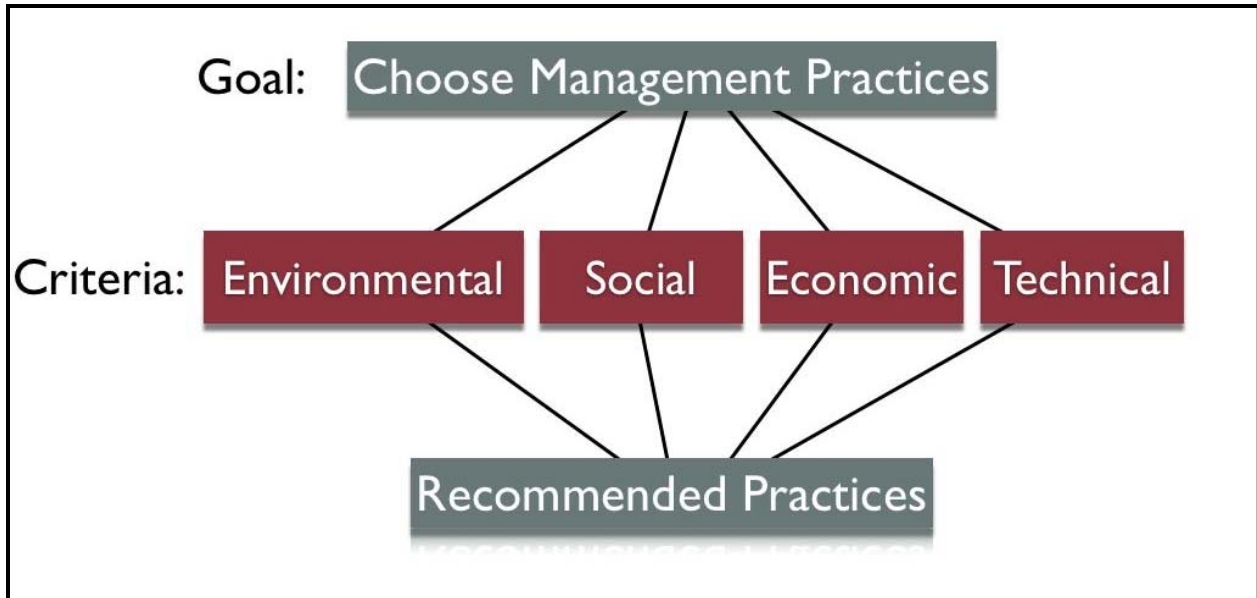 Goal: Choose Management Practices
Criteria: Environmental Social Economic Technical
Recommended Practices